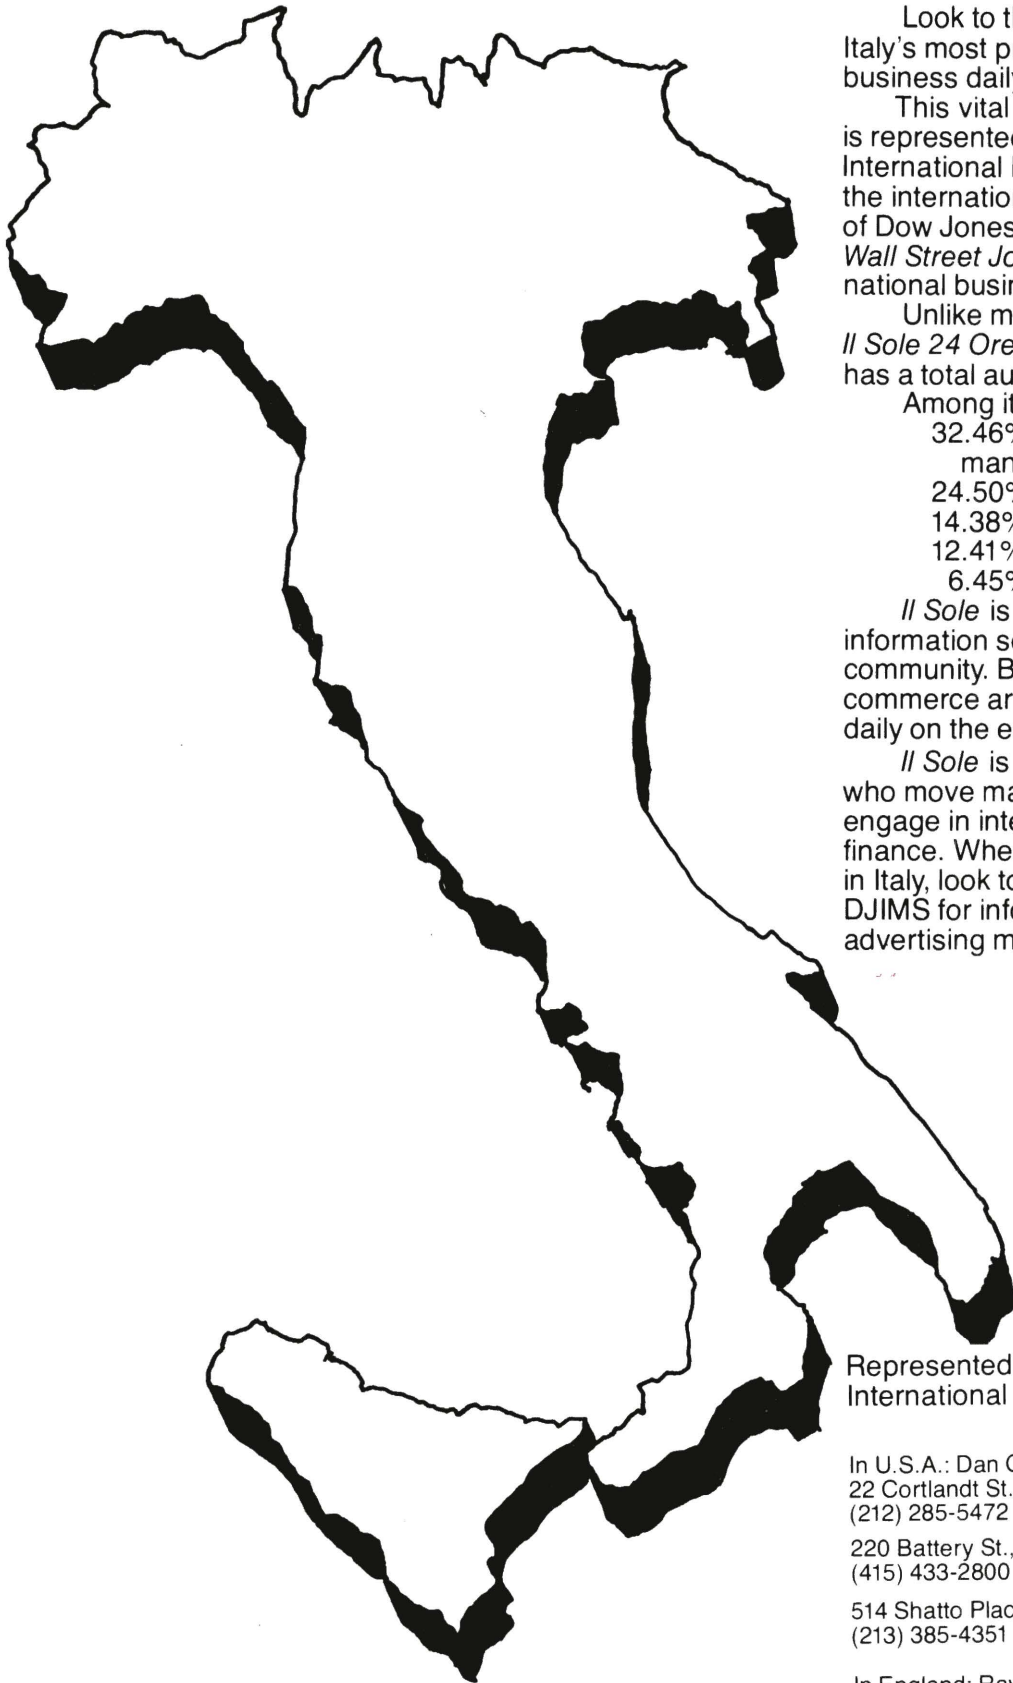 Look to t
Italy's most p
business daily
This vital
is represente
International
the internatio
of Dow Jones
Wall Street Jo
national busi
Unlike m
Il Sole 24 Ore
has a total au
Among it
32.46%
man
24.50%
14.38%
12.41%
6.45%
Il Sole is
information s
community. B
commerce ar
daily on the e
Il Sole is
who move ma
engage in inte
finance. Whe
in Italy, look to
DJIMS for info
advertising m
Represented
International
In U.S.A.: Dan
22 Cortlandt St.
(212) 285-5472
220 Battery St.,
(415) 433-2800
514 Shatto Plac
(213) 385-4351